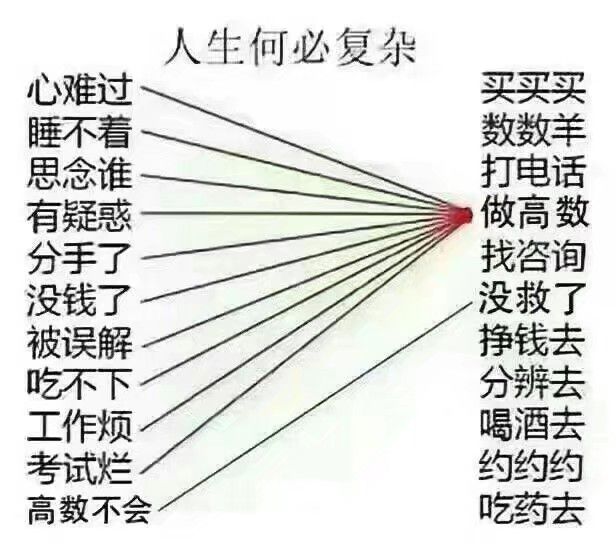 人生何必复杂
心难过 买买买
睡不着 数数羊
思念谁 打电话
有疑惑 做高数
分手了 找咨询
没钱了 没救了
被误解 挣钱去
吃不下 分辨去
工作烦 喝酒去
考试烂 约约约
高数不会 吃药去